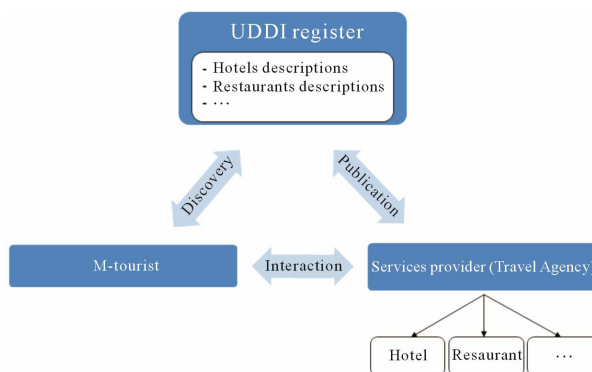 UDDI register
- Hotels descriptions
- Restaurants descriptions
- ...
Discovery
Publication
M-tourist
Interaction
Services provider (Travel Agency)
Hotel
Resaurant
...